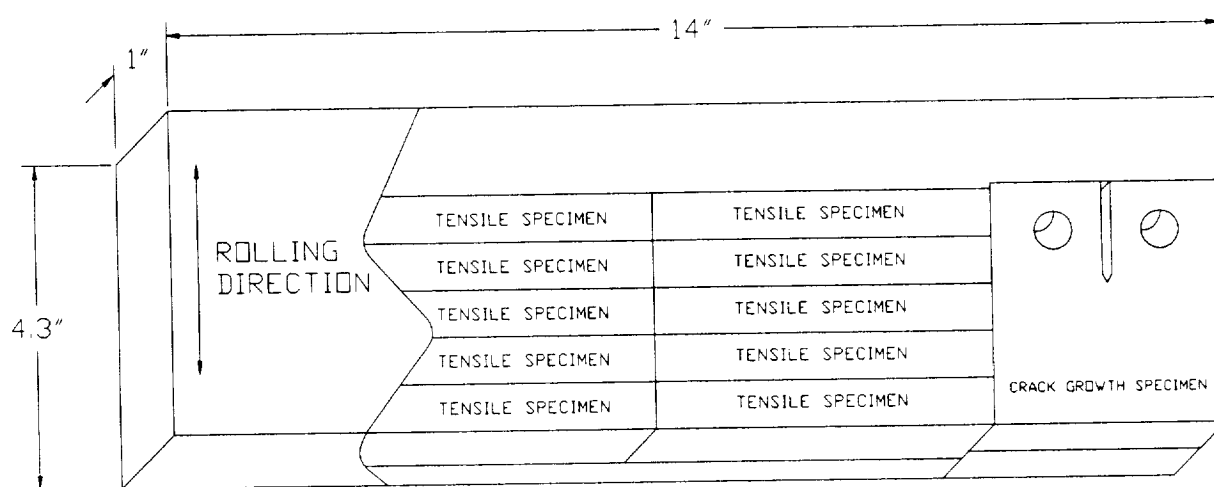 14"
1"
ROLLING
DIRECTION
4.3"
TENSILE SPECIMEN TENSILE SPECIMEN
TENSILE SPECIMEN TENSILE SPECIMEN
TENSILE SPECIMEN TENSILE SPECIMEN
TENSILE SPECIMEN TENSILE SPECIMEN
TENSILE SPECIMEN TENSILE SPECIMEN
CRACK GROWTH SPECIMEN